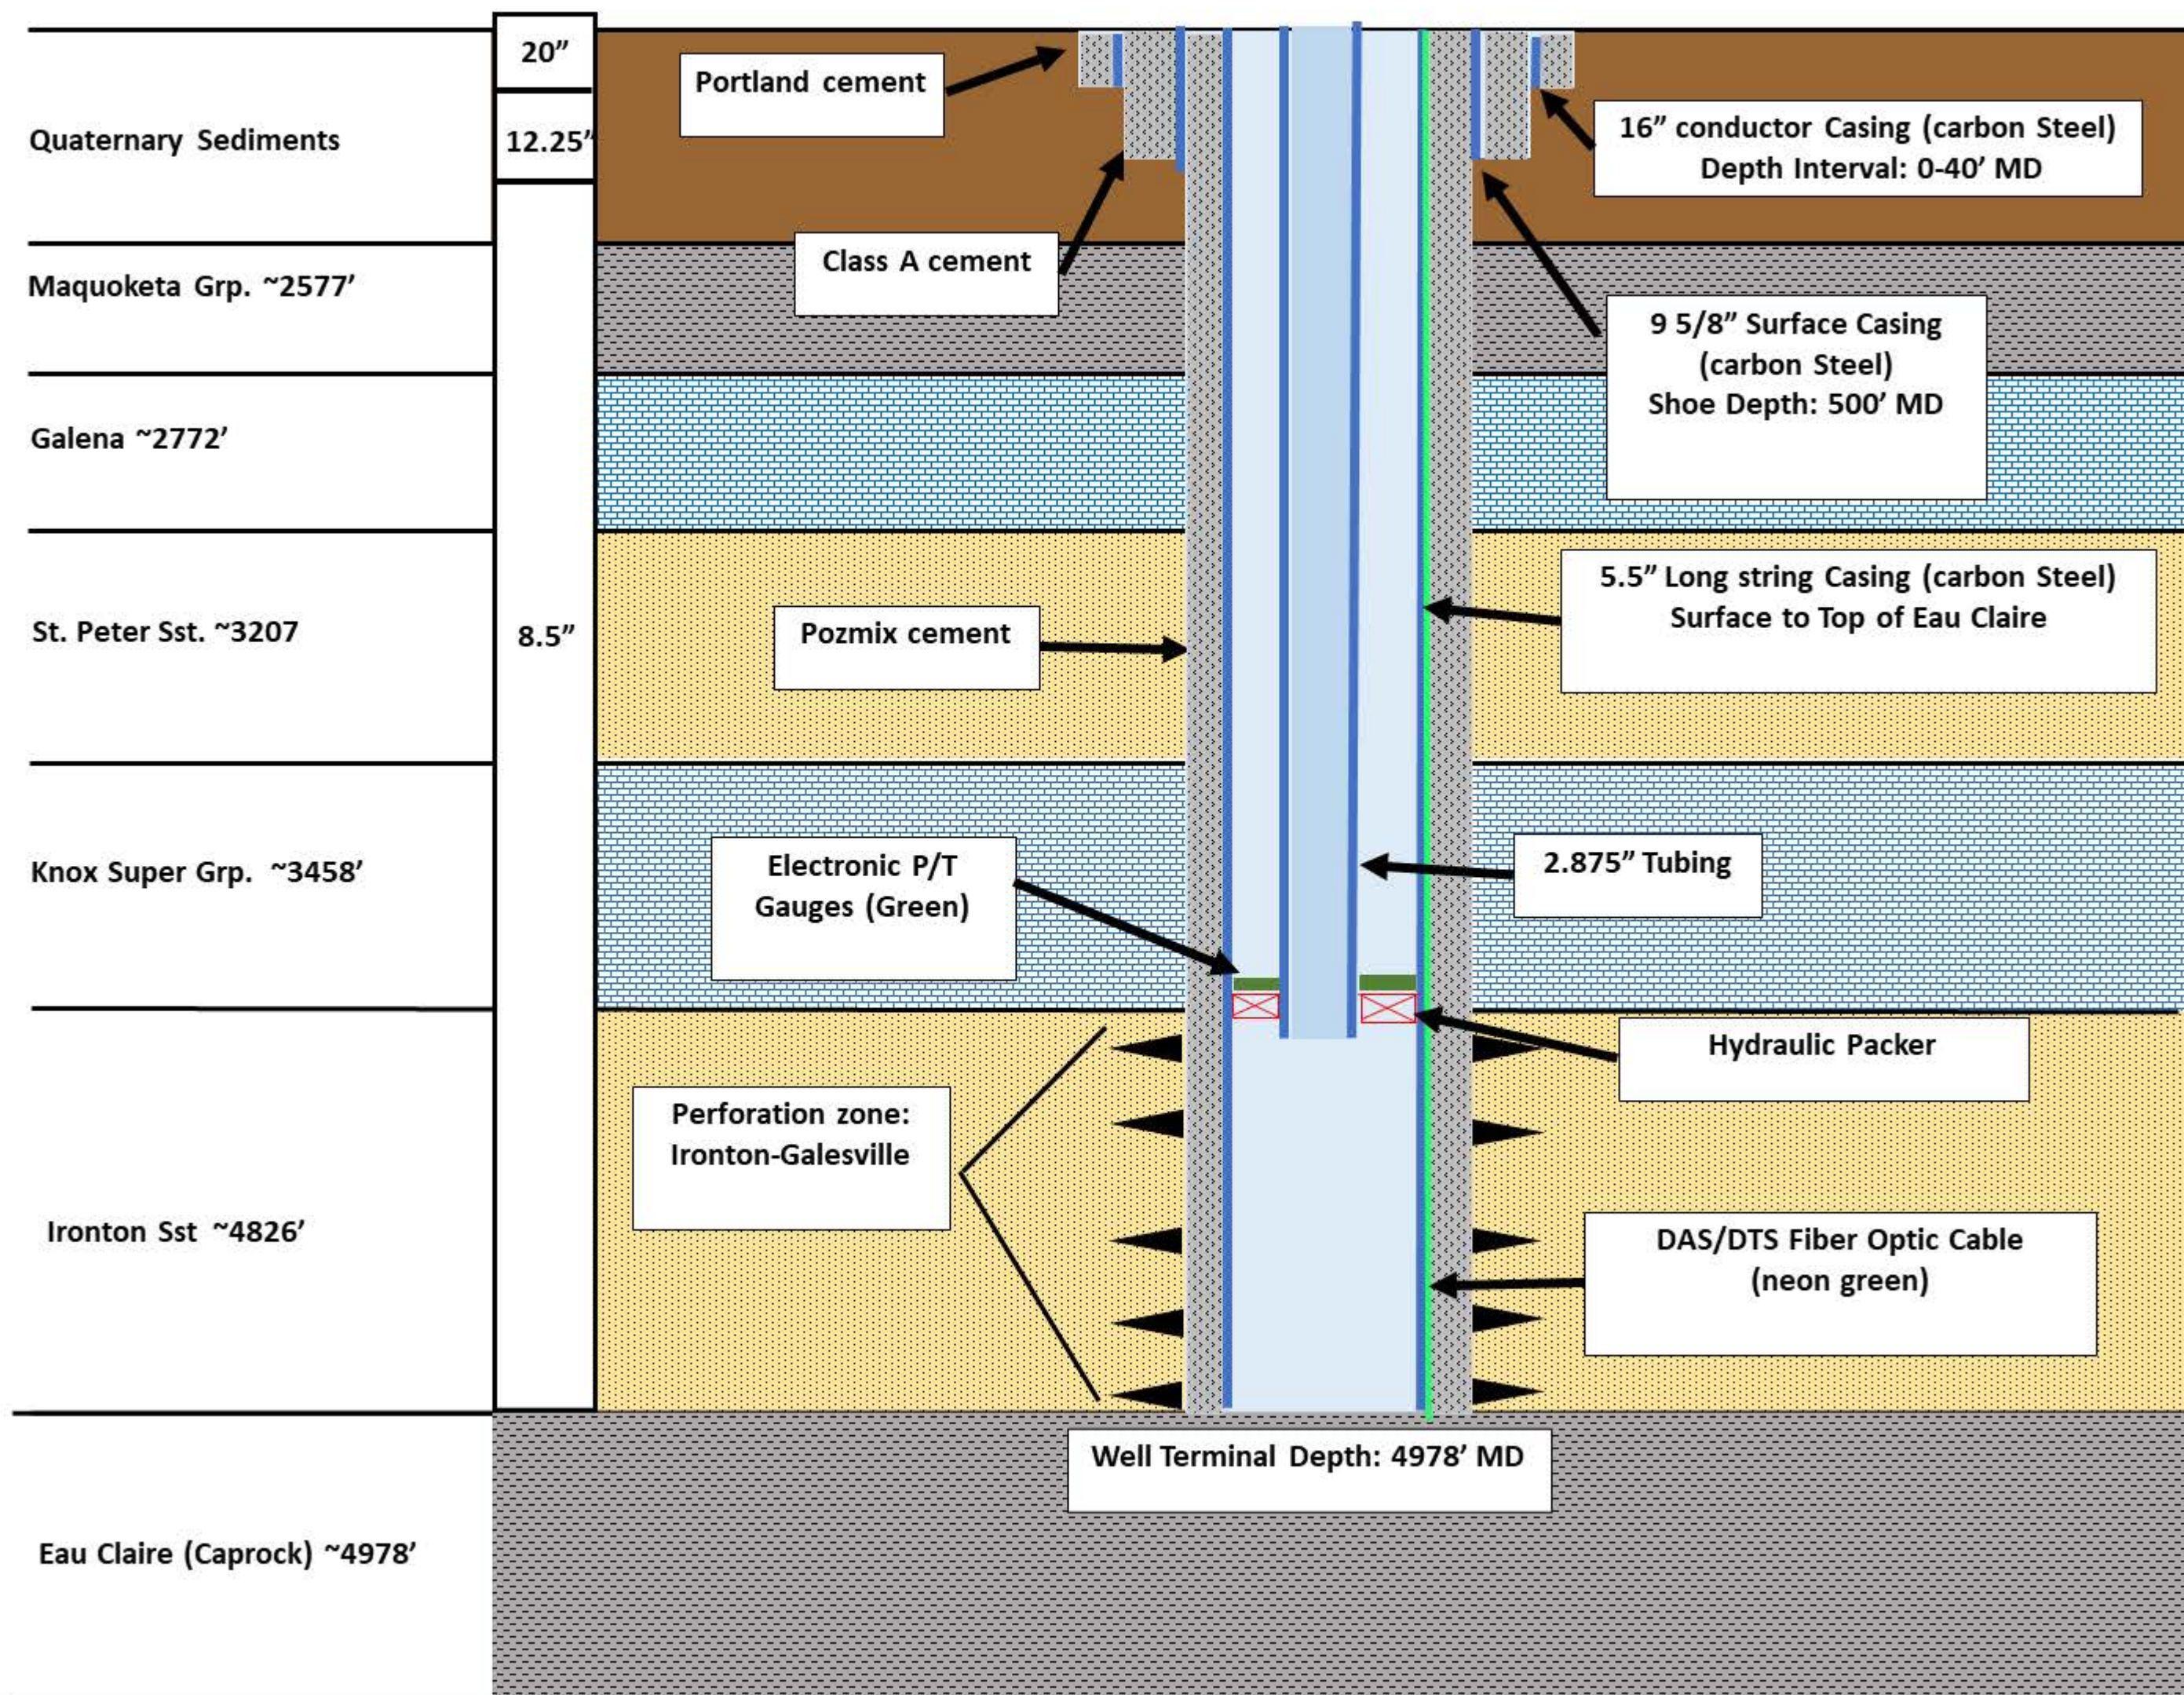 20”
Portland cement
16” conductor Casing (carbon Steel)
Depth Interval: 0-40’ MD
Quaternary Sediments
12.25”
Class A cement
Maquoketa Grp. ~2577’
9 5/8” Surface Casing
(carbon Steel)
Shoe Depth: 500’ MD
Galena ~2772’
5.5” Long string Casing (carbon Steel)
Surface to Top of Eau Claire
St. Peter Sst. ~3207
8.5”
Pozmix cement
Knox Super Grp. ~3458’
Electronic P/T
Gauges (Green)
2.875” Tubing
Hydraulic Packer
Perforation zone:
Ironton-Galesville
Ironton Sst ~4826’
DAS/DTS Fiber Optic Cable
(neon green)
Well Terminal Depth: 4978’ MD
Eau Claire (Caprock) ~4978’